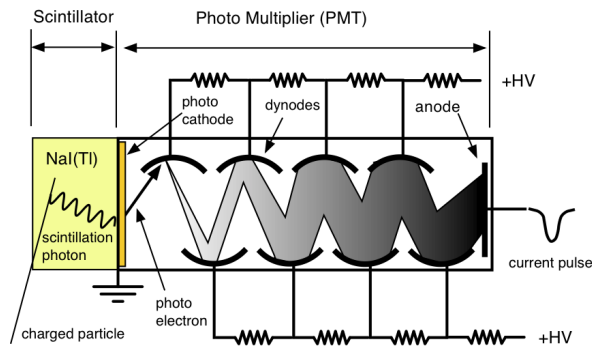 Scintillator
Photo Multiplier (PMT)
+HV
photo
cathode
dynodes
anode
NaI(Tl)
scintillation
photon
current pulse
photo
electron
charged particle
+HV